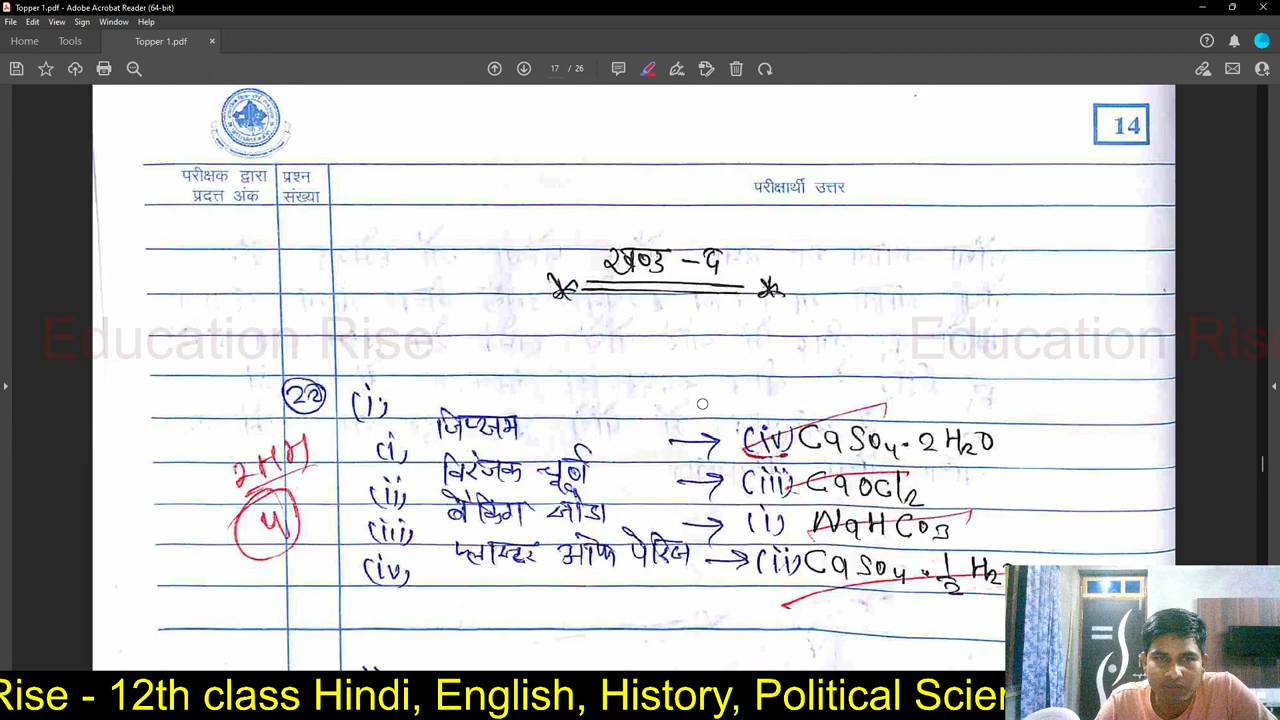 Topper 1.pdf - Adobe Acrobat Reader (64-bit)
File Edit View Sign Window Help
Home Tools Topper 1.pdf ×
17 / 26
14
परीक्षक द्वारा प्रदत्त अंक
प्रश्न संख्या
परीक्षार्थी उत्तर
खण्ड - द
Education Rise Education Rise
22 (i)
(i) जिप्सम → (iv) CaSO₄·2H₂O
(ii) विरंजक चूर्ण → (iii) CaOCl₂
(iii) बैकिंग सोडा → (i) NaHCO₃
(iv) प्लास्टर ऑफ पेरिस → (ii) CaSO₄·1/2 H₂
Rise - 12th class Hindi, English, History, Political Scien